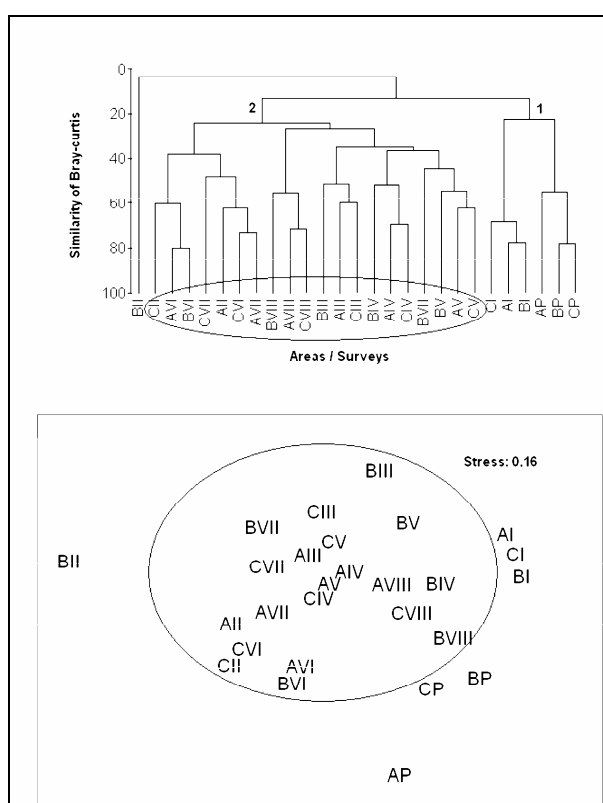 0
20
40
60
80
100
Similarity of Bray-curtis
2
1
BII
CII
AVI
BVI
CVII
AII
CVI
AVII
BVIII
AVIII
CVIII
BIII
AIII
CIII
BIV
AIV
CIV
BVII
BV
AV
CV
CI
AI
BI
AP
BP
CP
Areas / Surveys
Stress: 0.16
BIII
CIII
BVII
BV
CV
AI
AIII
CI
BII
CVII
AIV
BI
AV
AVIII
BIV
CIV
AVII
CVIII
AII
BVIII
CVI
CII
AVI
BP
BVI
CP
AP